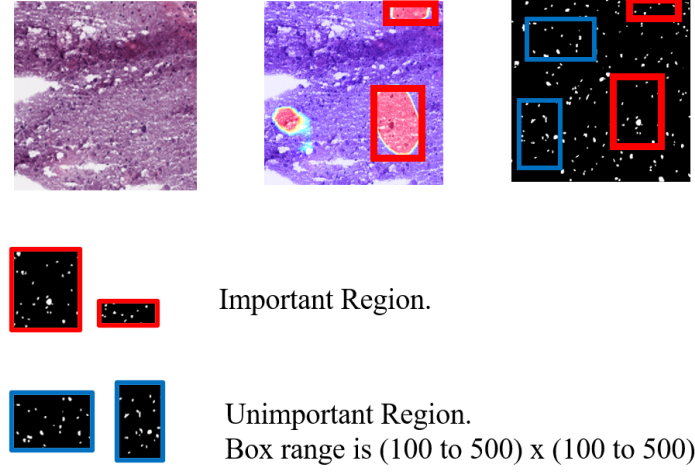 Important Region.
Unimportant Region.
Box range is (100 to 500) x (100 to 500)